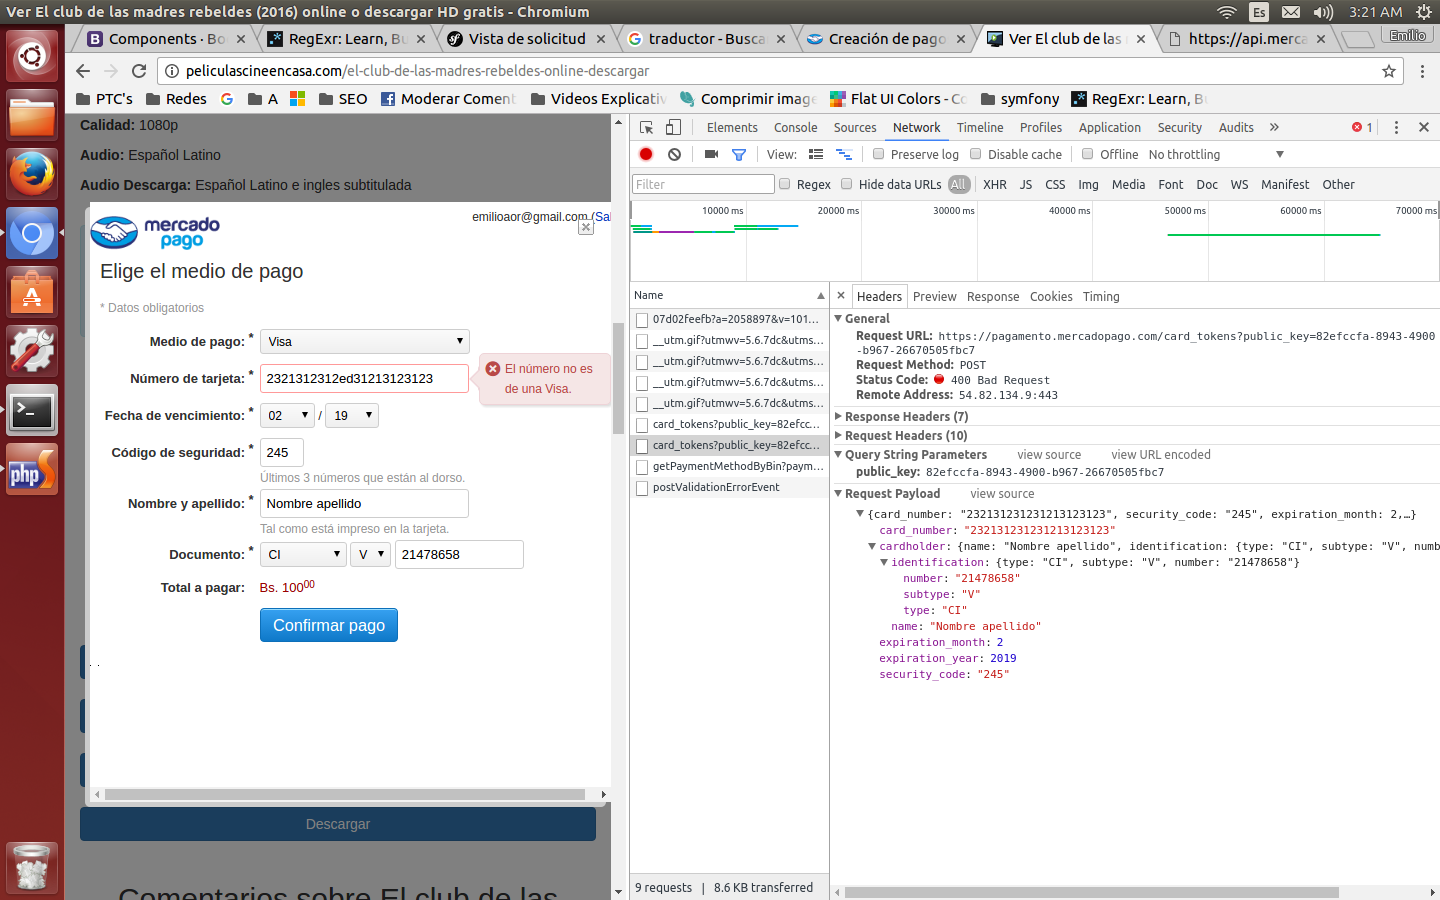 Ver El club de las madres rebeldes (2016) online o descargar HD gratis - Chromium
Es
3:21 AM
Components · Bo
RegExr: Learn, Bu
Vista de solicitud
traductor - Busca
Creación de pago
Ver El club de las
https://api.merca
Emilio
peliculascineencasa.com/el-club-de-las-madres-rebeldes-online-descargar
PTC's
Redes
A
SEO
Moderar Coment
Videos Explicativ
Comprimir image
Flat UI Colors - Co
symfony
RegExr: Learn, Bu
Calidad: 1080p
Audio: Español Latino
Audio Descarga: Español Latino e ingles subtitulada
mercado
pago
emilioaor@gmail.com (Sal
Elige el medio de pago
* Datos obligatorios
Medio de pago: * Visa
Número de tarjeta: * 2321312312ed31213123123
El número no es
de una Visa.
Fecha de vencimiento: * 02 / 19
Código de seguridad: * 245
Últimos 3 números que están al dorso.
Nombre y apellido: * Nombre apellido
Tal como está impreso en la tarjeta.
Documento: * CI V 21478658
Total a pagar: Bs. 100⁰⁰
Confirmar pago
Descargar
Comentarios sobre El club de las
Elements Console Sources Network Timeline Profiles Application Security Audits » 1
View: Preserve log Disable cache Offline No throttling
Filter Regex Hide data URLs All XHR JS CSS Img Media Font Doc WS Manifest Other
10000 ms 20000 ms 30000 ms 40000 ms 50000 ms 60000 ms 70000 ms
Name
07d02feefb?a=2058897&v=101...
__utm.gif?utmwv=5.6.7dc&utms...
__utm.gif?utmwv=5.6.7dc&utms...
__utm.gif?utmwv=5.6.7dc&utms...
__utm.gif?utmwv=5.6.7dc&utms...
card_tokens?public_key=82efcc...
card_tokens?public_key=82efcc...
getPaymentMethodByBin?paym...
postValidationErrorEvent
9 requests | 8.6 KB transferred
Headers Preview Response Cookies Timing
General
Request URL: https://pagamento.mercadopago.com/card_tokens?public_key=82efccfa-8943-4900
-b967-26670505fbc7
Request Method: POST
Status Code: 400 Bad Request
Remote Address: 54.82.134.9:443
Response Headers (7)
Request Headers (10)
Query String Parameters view source view URL encoded
public_key: 82efccfa-8943-4900-b967-26670505fbc7
Request Payload view source
{card_number: "232131231231213123123", security_code: "245", expiration_month: 2,…}
card_number: "232131231231213123123"
cardholder: {name: "Nombre apellido", identification: {type: "CI", subtype: "V", numb
identification: {type: "CI", subtype: "V", number: "21478658"}
number: "21478658"
subtype: "V"
type: "CI"
name: "Nombre apellido"
expiration_month: 2
expiration_year: 2019
security_code: "245"